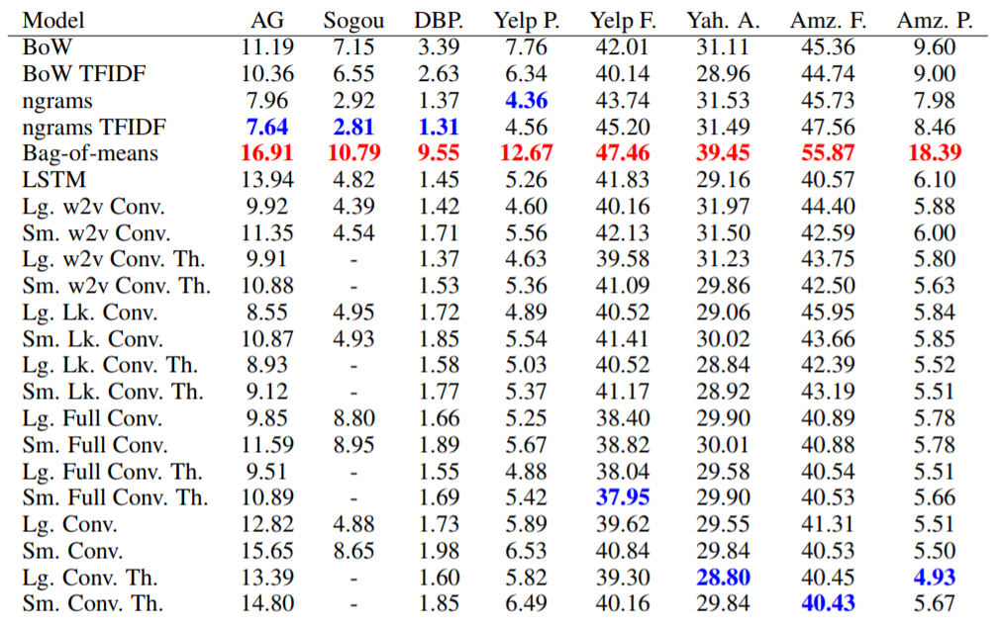 Model AG Sogou DBP. Yelp P. Yelp F. Yah. A. Amz. F. Amz. P.
BoW 11.19 7.15 3.39 7.76 42.01 31.11 45.36 9.60
BoW TFIDF 10.36 6.55 2.63 6.34 40.14 28.96 44.74 9.00
ngrams 7.96 2.92 1.37 4.36 43.74 31.53 45.73 7.98
ngrams TFIDF 7.64 2.81 1.31 4.56 45.20 31.49 47.56 8.46
Bag-of-means 16.91 10.79 9.55 12.67 47.46 39.45 55.87 18.39
LSTM 13.94 4.82 1.45 5.26 41.83 29.16 40.57 6.10
Lg. w2v Conv. 9.92 4.39 1.42 4.60 40.16 31.97 44.40 5.88
Sm. w2v Conv. 11.35 4.54 1.71 5.56 42.13 31.50 42.59 6.00
Lg. w2v Conv. Th. 9.91 - 1.37 4.63 39.58 31.23 43.75 5.80
Sm. w2v Conv. Th. 10.88 - 1.53 5.36 41.09 29.86 42.50 5.63
Lg. Lk. Conv. 8.55 4.95 1.72 4.89 40.52 29.06 45.95 5.84
Sm. Lk. Conv. 10.87 4.93 1.85 5.54 41.41 30.02 43.66 5.85
Lg. Lk. Conv. Th. 8.93 - 1.58 5.03 40.52 28.84 42.39 5.52
Sm. Lk. Conv. Th. 9.12 - 1.77 5.37 41.17 28.92 43.19 5.51
Lg. Full Conv. 9.85 8.80 1.66 5.25 38.40 29.90 40.89 5.78
Sm. Full Conv. 11.59 8.95 1.89 5.67 38.82 30.01 40.88 5.78
Lg. Full Conv. Th. 9.51 - 1.55 4.88 38.04 29.58 40.54 5.51
Sm. Full Conv. Th. 10.89 - 1.69 5.42 37.95 29.90 40.53 5.66
Lg. Conv. 12.82 4.88 1.73 5.89 39.62 29.55 41.31 5.51
Sm. Conv. 15.65 8.65 1.98 6.53 40.84 29.84 40.53 5.50
Lg. Conv. Th. 13.39 - 1.60 5.82 39.30 28.80 40.45 4.93
Sm. Conv. Th. 14.80 - 1.85 6.49 40.16 29.84 40.43 5.67